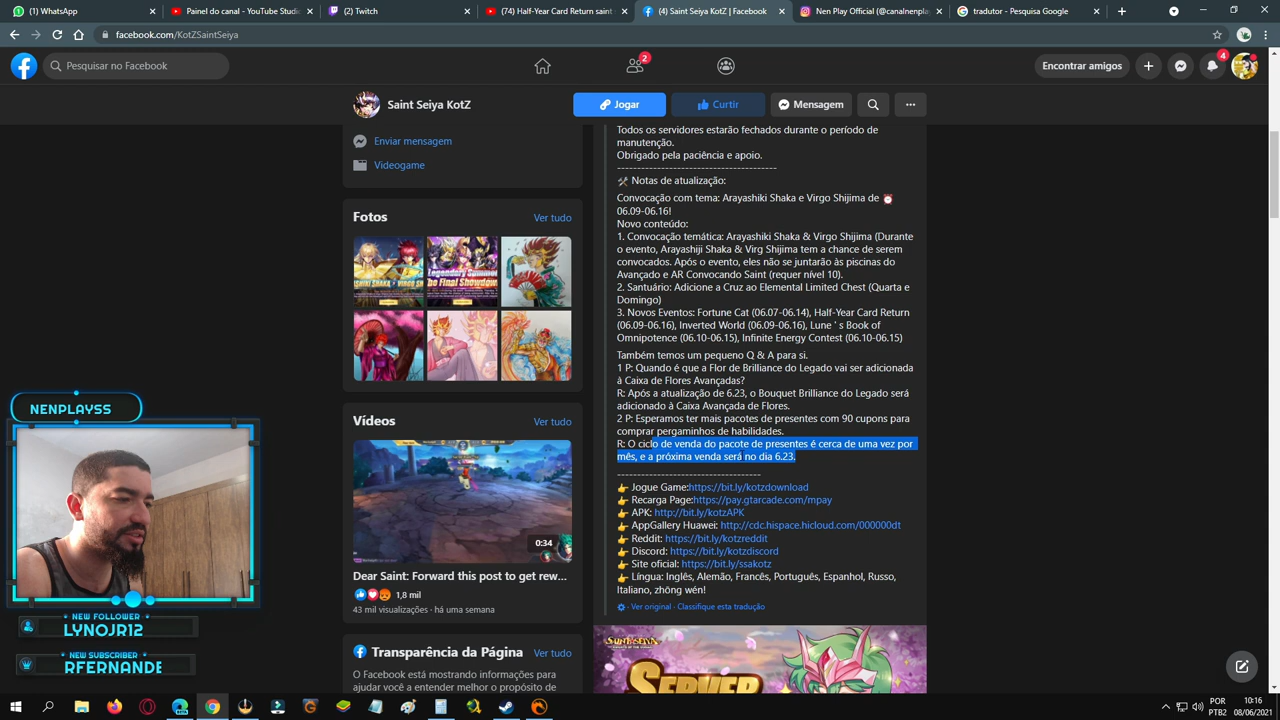 (2) WhatsApp
Painel do canal - YouTube Studi
(2) Twitch
(74) Half-Year Card Return saint
(4) Saint Seiya KotZ | Facebook
Nen Play Official (@canalnenplay
tradutor - Pesquisa Google
facebook.com/KotZSaintSeiya
Pesquisar no Facebook
2
Encontrar amigos
4
Saint Seiya KotZ
Jogar
Curtir
Mensagem
Enviar mensagem
Videogame
Fotos
Ver tudo
Vídeos
Ver tudo
0:34
Dear Saint: Forward this post to get rew...
1,8 mil
43 mil visualizações · há uma semana
Transparência da Página
Ver tudo
O Facebook está mostrando informações para
ajudar você a entender melhor o propósito de
Todos os servidores estarão fechados durante o período de
manutenção.
Obrigado pela paciência e apoio.
---------------------------------------
🛠 Notas de atualização:
Convocação com tema: Arayashiki Shaka e Virgo Shijima de ⏰
06.09-06.16!
Novo conteúdo:
1. Convocação temática: Arayashiki Shaka & Virgo Shijima (Durante
o evento, Arayashiji Shaka & Virg Shijima tem a chance de serem
convocados. Após o evento, eles não se juntarão às piscinas do
Avançado e AR Convocando Saint (requer nível 10).
2. Santuário: Adicione a Cruz ao Elemental Limited Chest (Quarta e
Domingo)
3. Novos Eventos: Fortune Cat (06.07-06.14), Half-Year Card Return
(06.09-06.16), Inverted World (06.09-06.16), Lune ' s Book of
Omnipotence (06.10-06.15), Infinite Energy Contest (06.10-06.15)
Também temos um pequeno Q & A para si.
1 P: Quando é que a Flor de Brilliance do Legado vai ser adicionada
à Caixa de Flores Avançadas?
R: Após a atualização de 6.23, o Bouquet Brilliance do Legado será
adicionado à Caixa Avançada de Flores.
2 P: Esperamos ter mais pacotes de presentes com 90 cupons para
comprar pergaminhos de habilidades.
R: O ciclo de venda do pacote de presentes é cerca de uma vez por
mês, e a próxima venda será no dia 6.23.
-----------------------------------
👉 Jogue Game:https://bit.ly/kotzdownload
👉 Recarga Page:https://pay.gtarcade.com/mpay
👉 APK: http://bit.ly/kotzAPK
👉 AppGallery Huawei: http://cdc.hispace.hicloud.com/000000dt
👉 Reddit: https://bit.ly/kotzreddit
👉 Discord: https://bit.ly/kotzdiscord
👉 Site oficial: https://bit.ly/ssakotz
👉 Língua: Inglês, Alemão, Francês, Português, Espanhol, Russo,
Italiano, zhōng wén!
· Ver original · Classifique esta tradução
SERVER
NENPLAYSS
NEW FOLLOWER
LYNOJR12
NEW SUBSCRIBER
RFERNANDE
POR
PTB2
10:16
08/06/2021